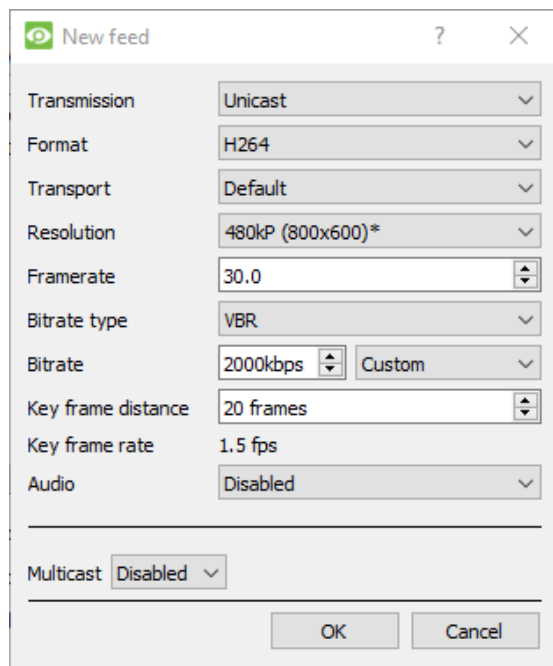 New feed ?
Transmission Unicast
Format H264
Transport Default
Resolution 480kP (800x600)*
Framerate 30.0
Bitrate type VBR
Bitrate 2000kbps Custom
Key frame distance 20 frames
Key frame rate 1.5 fps
Audio Disabled
Multicast Disabled
OK Cancel